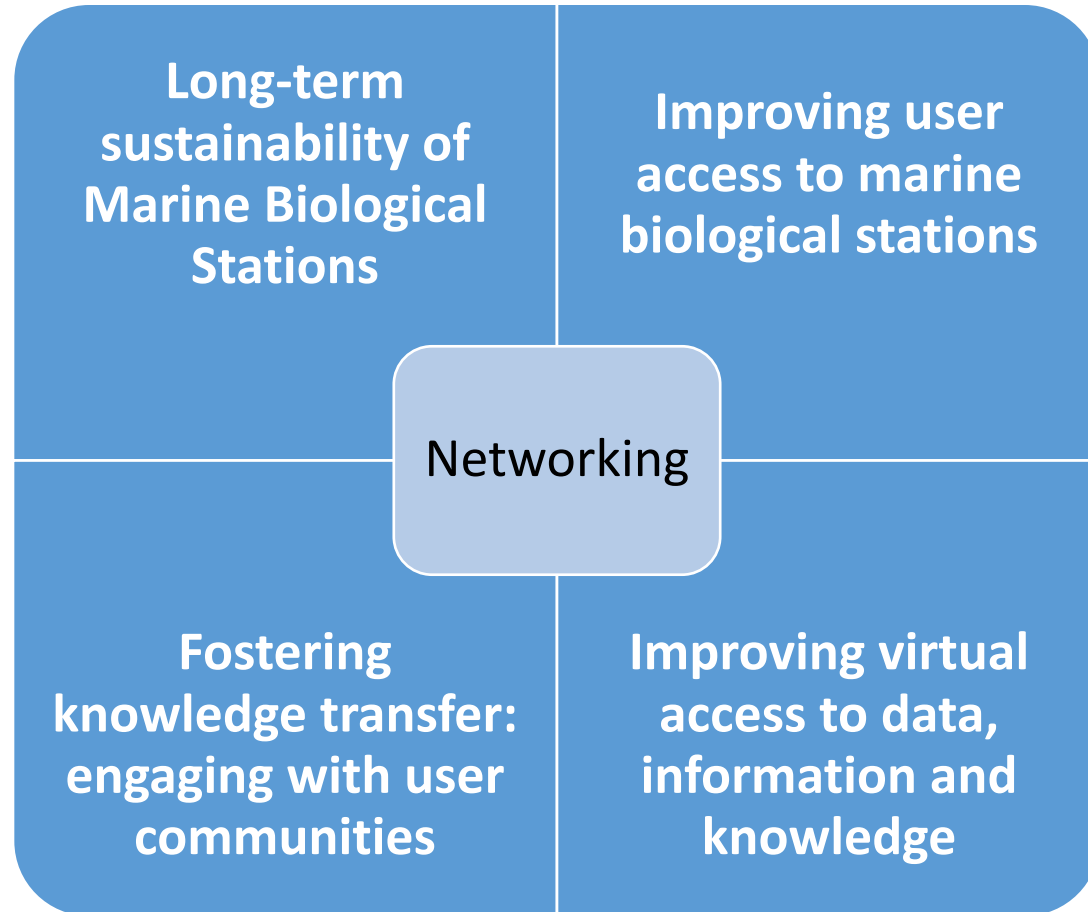 Long-term
sustainability of
Marine Biological
Stations
Improving user
access to marine
biological stations
Networking
Fostering
knowledge transfer:
engaging with user
communities
Improving virtual
access to data,
information and
knowledge